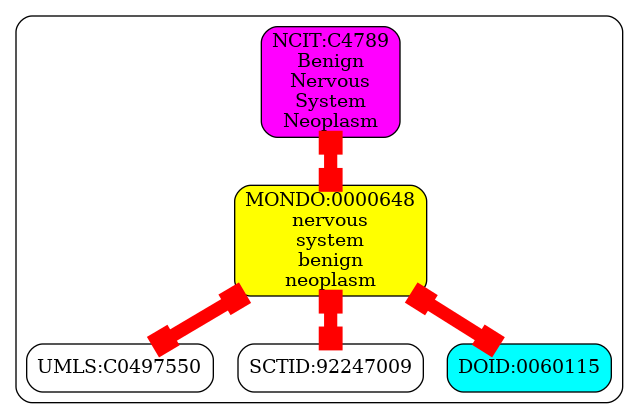 NCIT:C4789
Benign
Nervous
System
Neoplasm
MONDO:0000648
nervous
system
benign
neoplasm
UMLS:C0497550
SCTID:92247009
DOID:0060115